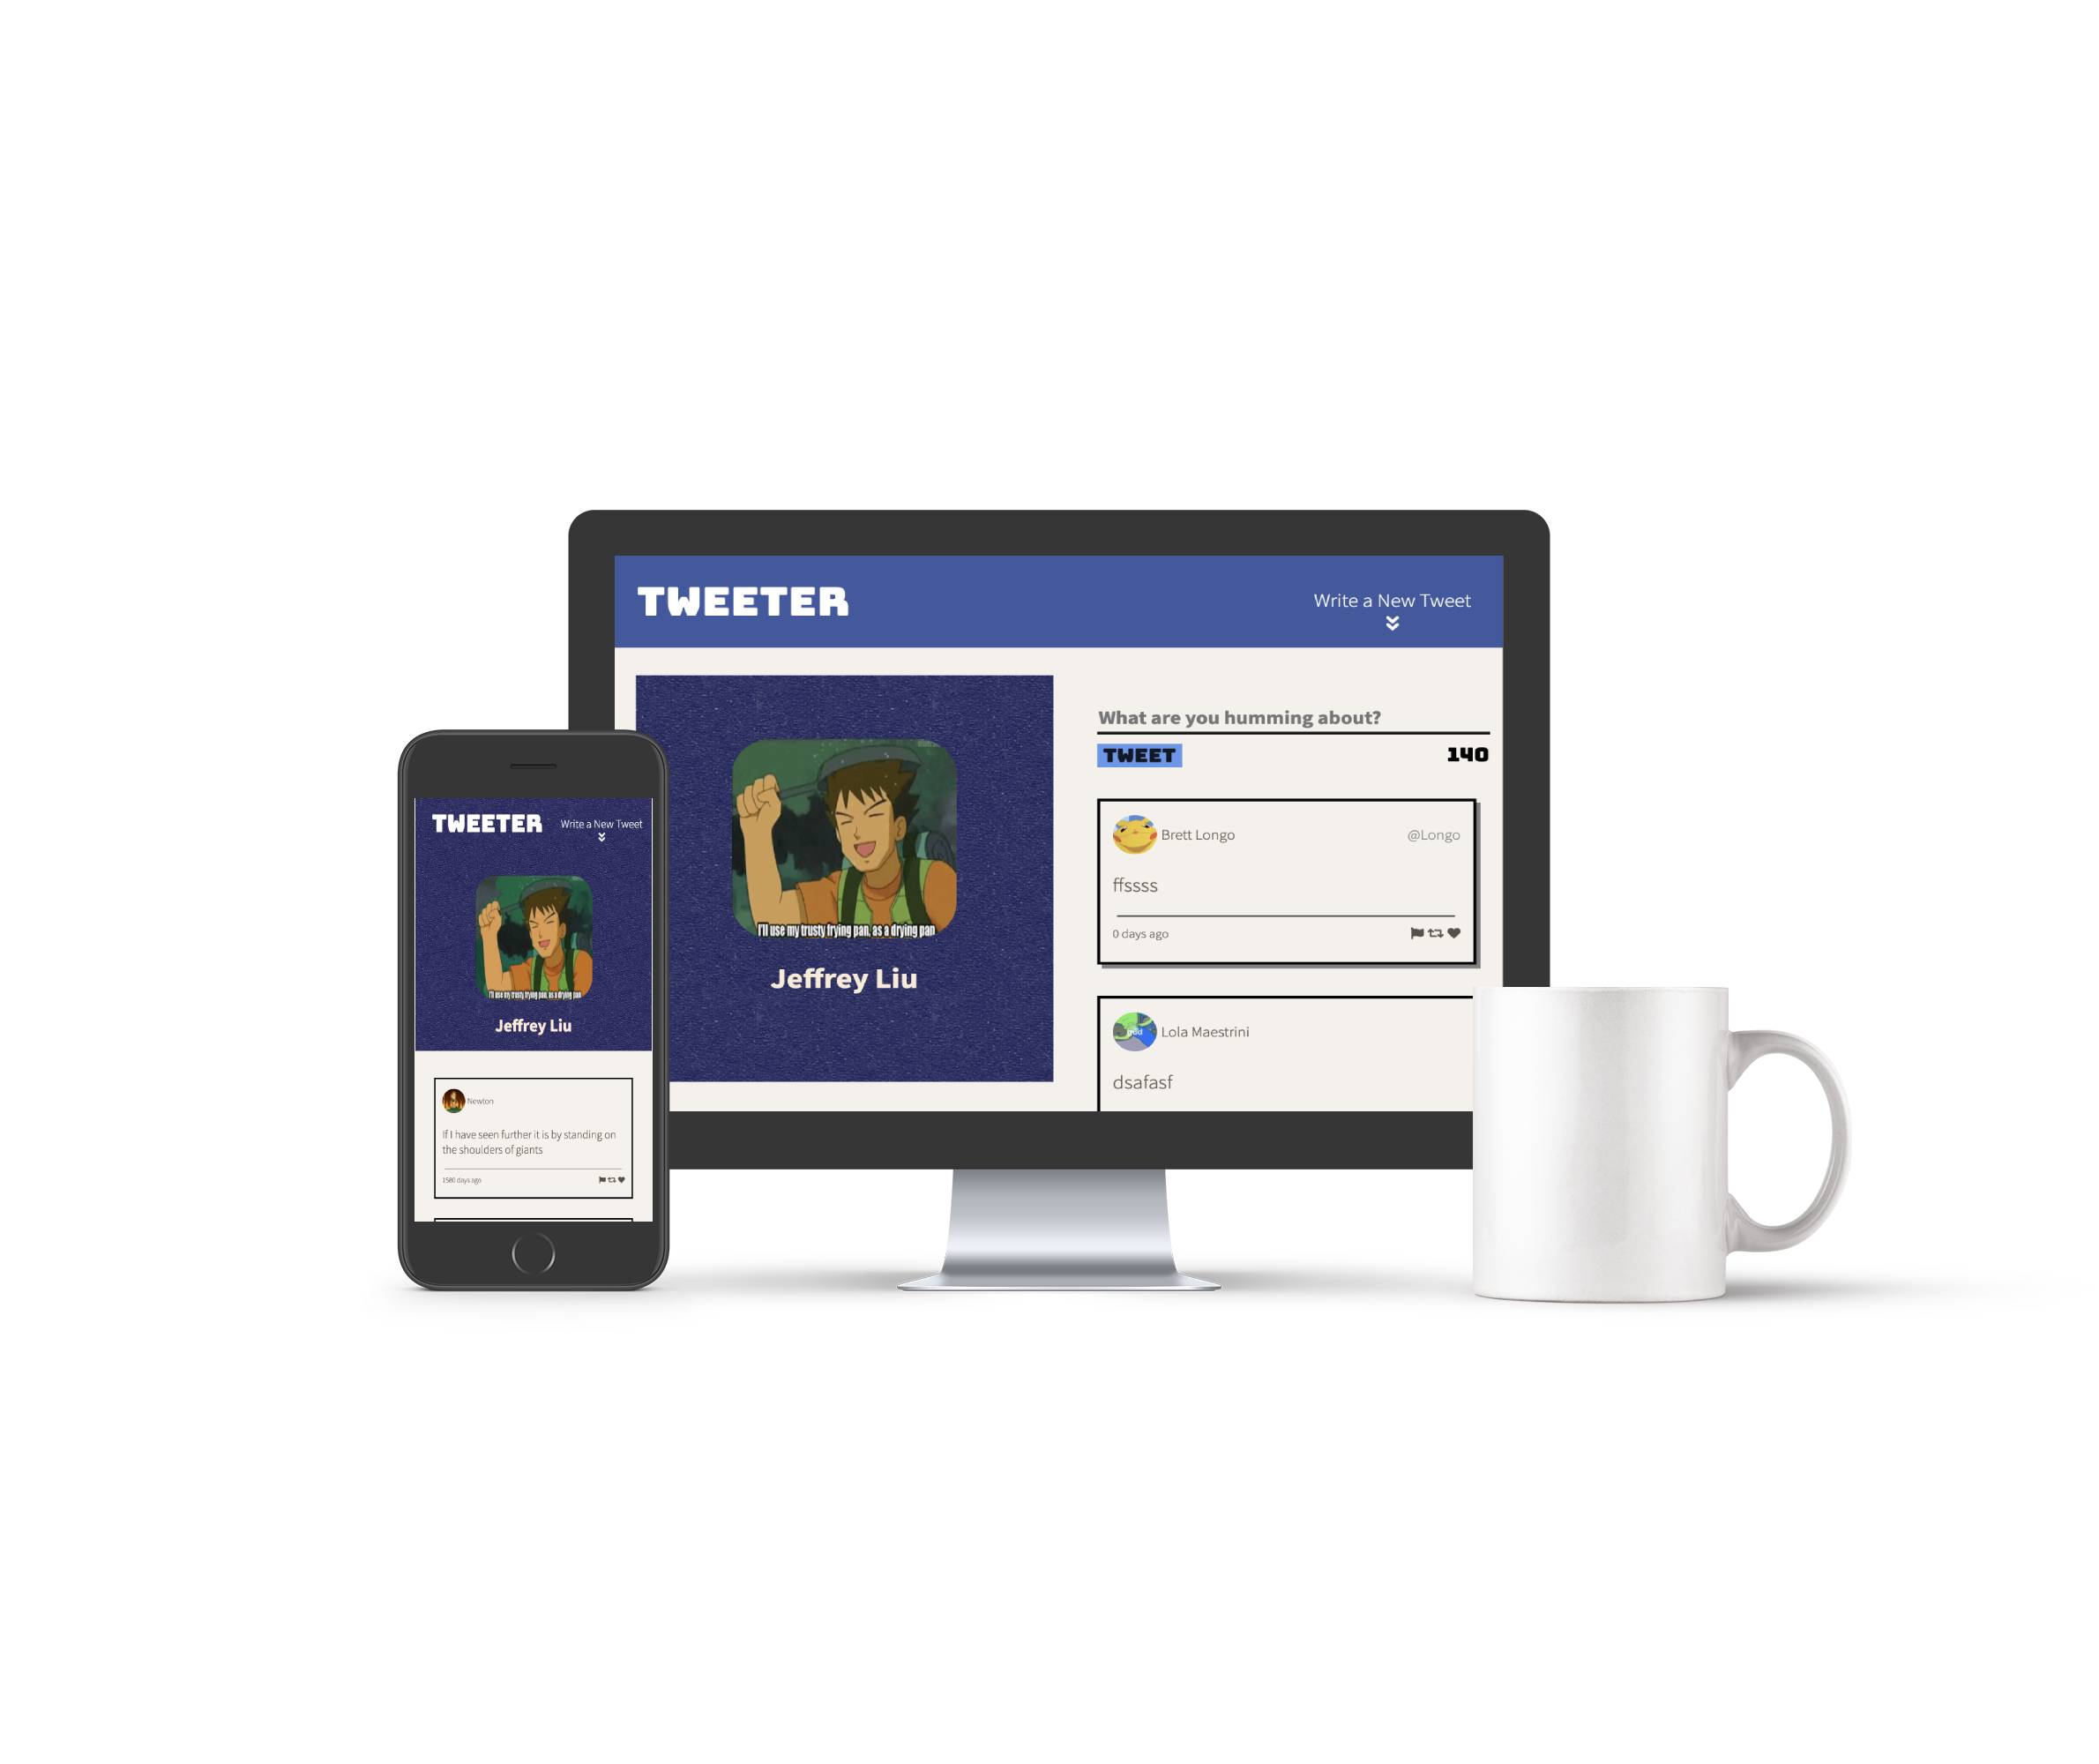 TWEETER
Write a New Tweet
I'll use my trusty frying pan, as a drying pan
Jeffrey Liu
What are you humming about?
TWEET
140
Brett Longo
@Longo
ffssss
0 days ago
Lola Maestrini
dsafasf
TWEETER
Write a New Tweet
I'll use my trusty frying pan, as a drying pan
Jeffrey Liu
Newton
If I have seen further it is by standing on
the shoulders of giants
1580 days ago